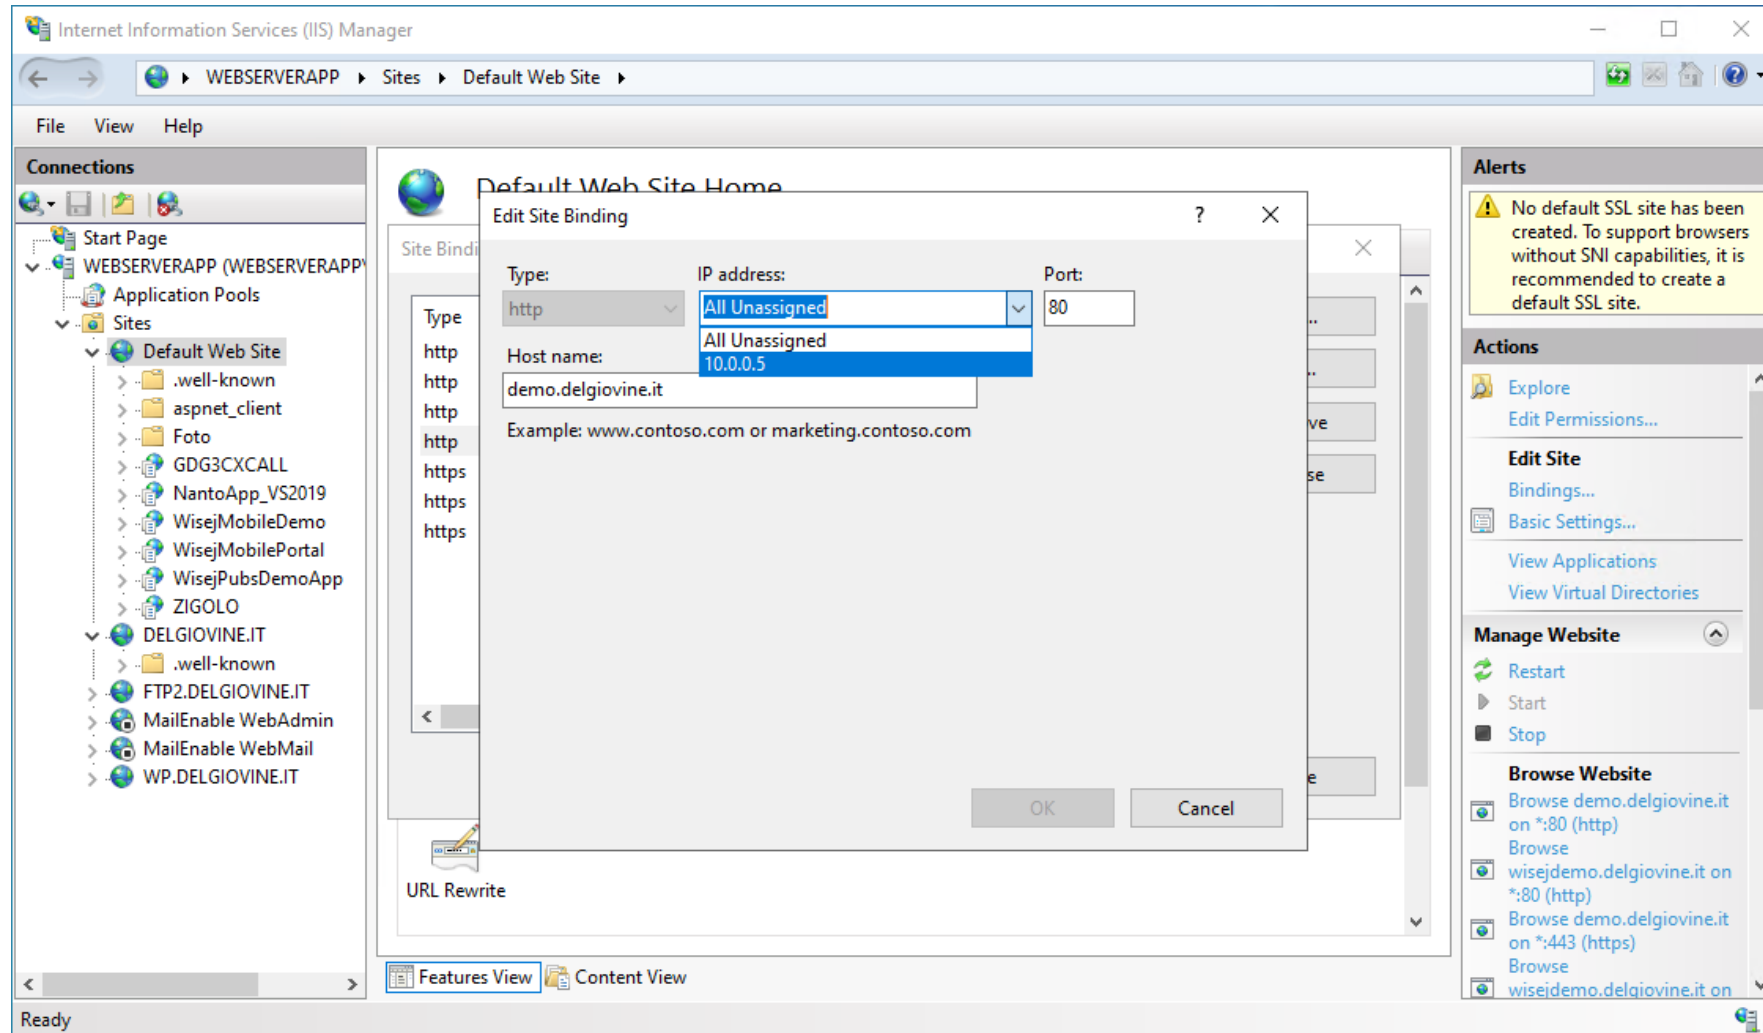 Internet Information Services (IIS) Manager
WEBSERVERAPP Sites Default Web Site
File View Help
Connections
Start Page
WEBSERVERAPP (WEBSERVERAPP
Application Pools
Sites
Default Web Site
.well-known
aspnet_client
Foto
GDG3CXCALL
NantoApp_VS2019
WisejMobileDemo
WisejMobilePortal
WisejPubsDemoApp
ZIGOLO
DELGIOVINE.IT
.well-known
FTP2.DELGIOVINE.IT
MailEnable WebAdmin
MailEnable WebMail
WP.DELGIOVINE.IT
Default Web Site Home
Site Bindi
Type
http
http
http
http
https
https
https
..
..
ve
se
e
Edit Site Binding
?
Type: IP address: Port:
http All Unassigned 80
All Unassigned
10.0.0.5
Host name:
demo.delgiovine.it
Example: www.contoso.com or marketing.contoso.com
OK Cancel
URL Rewrite
Features View Content View
Alerts
No default SSL site has been
created. To support browsers
without SNI capabilities, it is
recommended to create a
default SSL site.
Actions
Explore
Edit Permissions...
Edit Site
Bindings...
Basic Settings...
View Applications
View Virtual Directories
Manage Website
Restart
Start
Stop
Browse Website
Browse demo.delgiovine.it
on *:80 (http)
Browse
wisejdemo.delgiovine.it on
*:80 (http)
Browse demo.delgiovine.it
on *:443 (https)
Browse
wisejdemo.delgiovine.it on
Ready